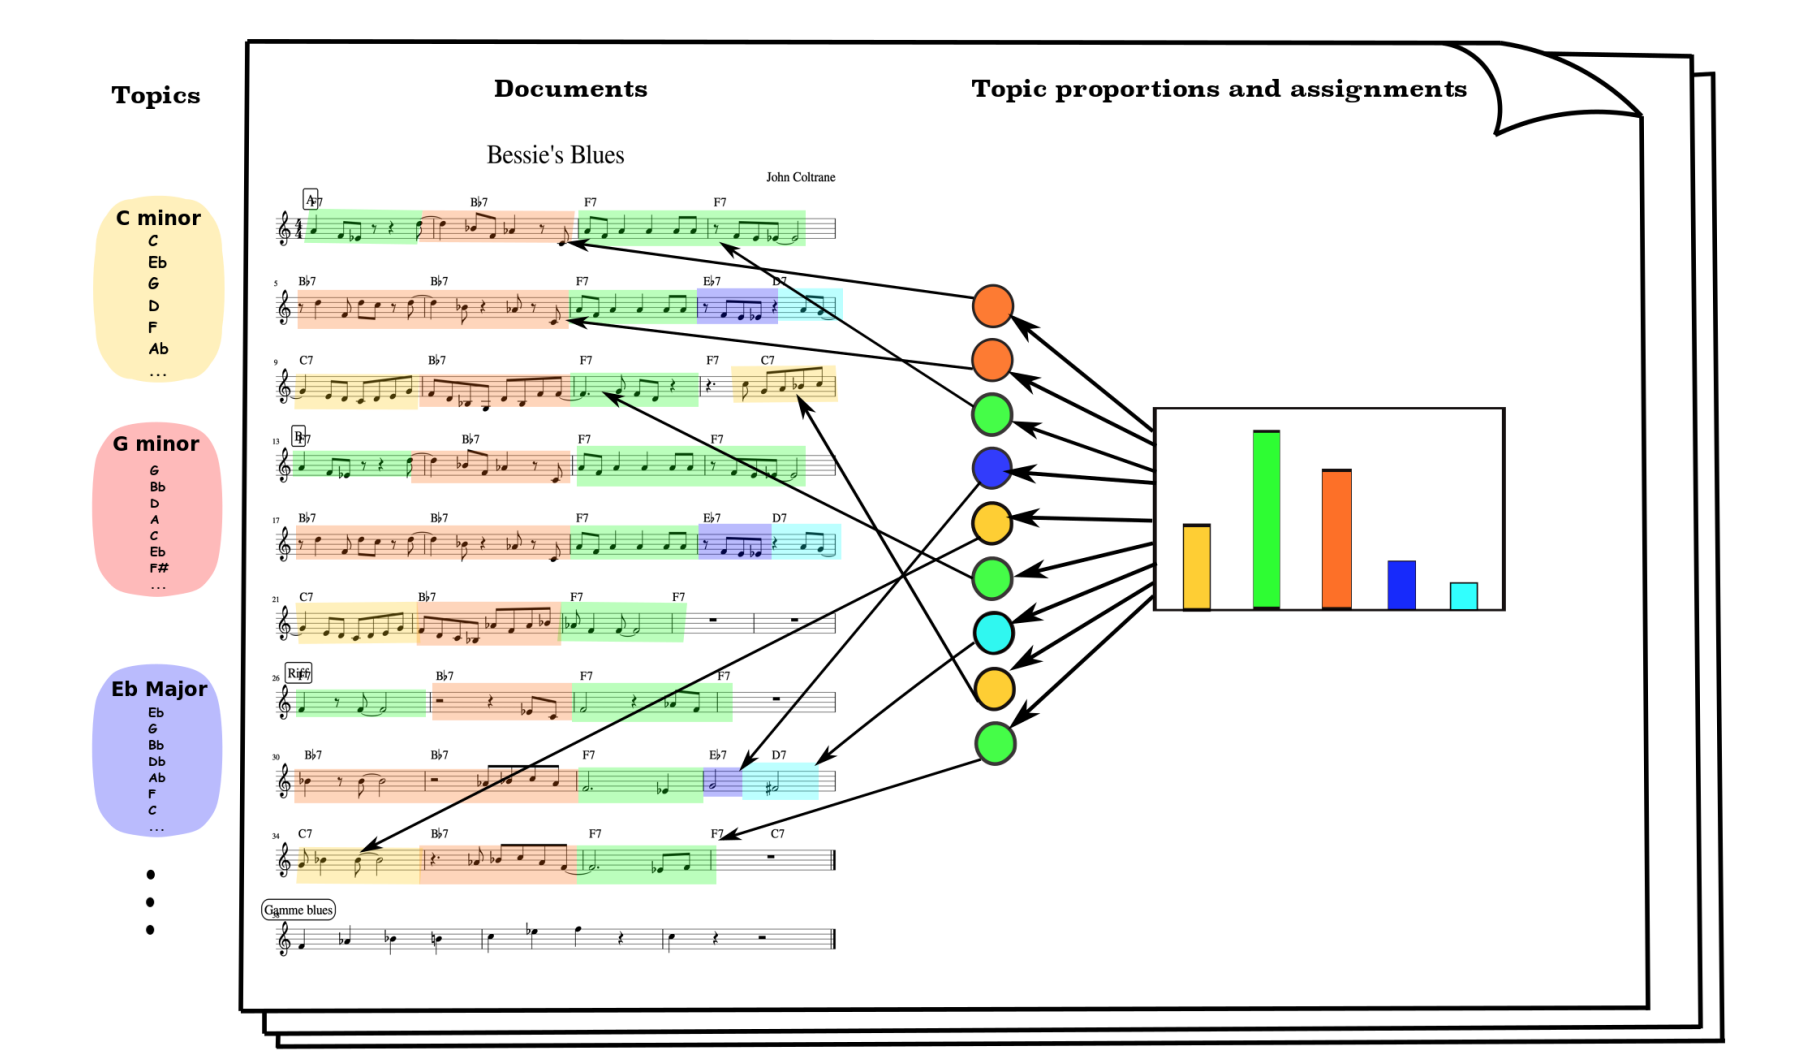 Topics
Documents
Topic proportions and assignments
Bessie's Blues
John Coltrane
C minor
C
Eb
G
D
F
Ab
...
G minor
G
Bb
D
A
C
Eb
F#
...
Eb Major
Eb
G
Bb
Db
Ab
F
C
...
A
F7 B♭7 F7 F7
5
B♭7 B♭7 F7 E♭7 D7
9
C7 B♭7 F7 F7 C7
B
13
F7 B♭7 F7 F7
17
B♭7 B♭7 F7 E♭7 D7
21
C7 B♭7 F7 F7
Riff
26
F7 B♭7 F7 F7
30
B♭7 B♭7 F7 E♭7 D7
34
C7 B♭7 F7 F7 C7
Gamme blues